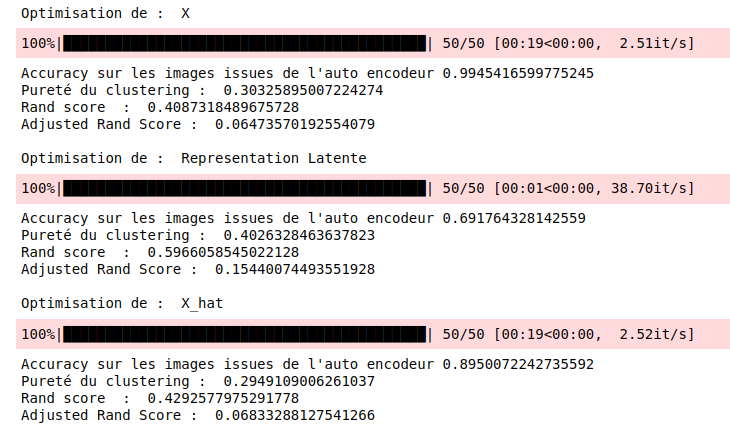 Optimisation de :  X
100%|██████████| 50/50 [00:19<00:00,  2.51it/s]
Accuracy sur les images issues de l'auto encodeur 0.9945416599775245
Pureté du clustering :  0.30325895007224274
Rand score  :  0.4087318489675728
Adjusted Rand Score :  0.06473570192554079
Optimisation de :  Representation Latente
100%|██████████| 50/50 [00:01<00:00, 38.70it/s]
Accuracy sur les images issues de l'auto encodeur 0.691764328142559
Pureté du clustering :  0.4026328463637823
Rand score  :  0.5966058545022128
Adjusted Rand Score :  0.15440074493551928
Optimisation de :  X_hat
100%|██████████| 50/50 [00:19<00:00,  2.52it/s]
Accuracy sur les images issues de l'auto encodeur 0.8950072242735592
Pureté du clustering :  0.2949109006261037
Rand score  :  0.4292577975291778
Adjusted Rand Score :  0.06833288127541266